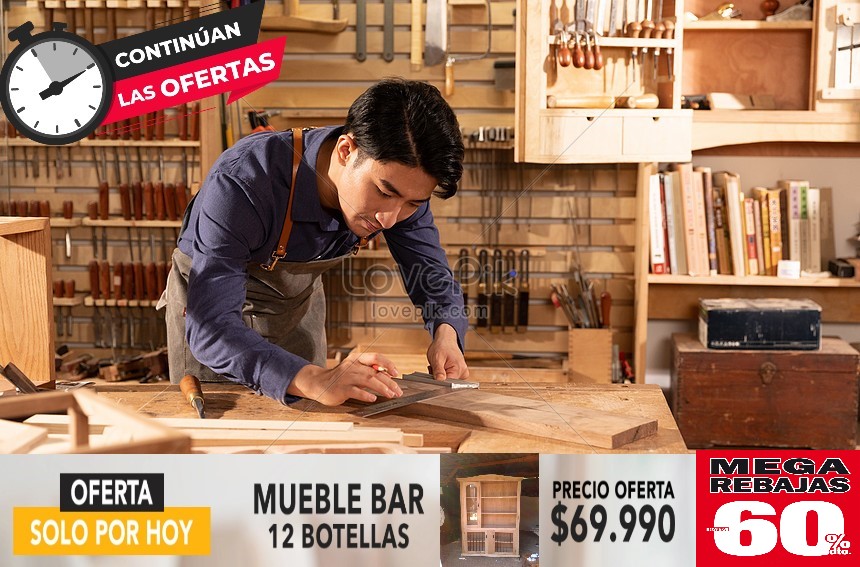 CONTINÚAN
LAS OFERTAS
LovePik
lovepik.com
OFERTA
SOLO POR HOY
MUEBLE BAR
12 BOTELLAS
PRECIO OFERTA
$69.990
MEGA
REBAJAS
60%
dto.